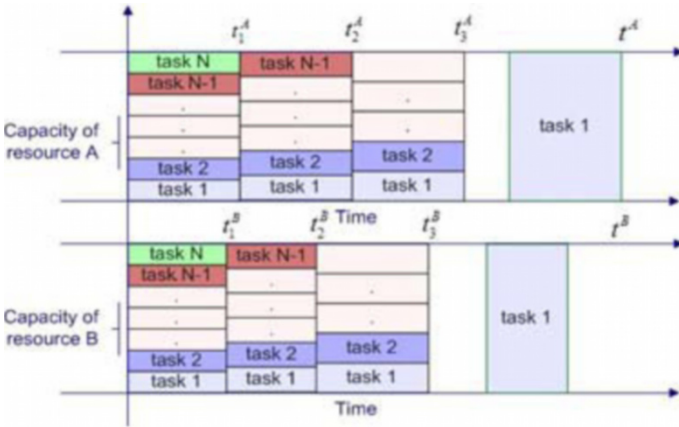 t₁ᴬ t₂ᴬ t₃ᴬ tᴬ
task N task N-1
task N-1
.
.
.
Capacity of
resource A
task 1
task 2 task 2 task 2
task 1 task 1 task 1
Time
t₁ᴮ t₂ᴮ t₃ᴮ tᴮ
task N task N-1
task N-1
.
.
.
Capacity of
resource B
task 1
task 2 task 2 task 2
task 1 task 1 task 1
Time